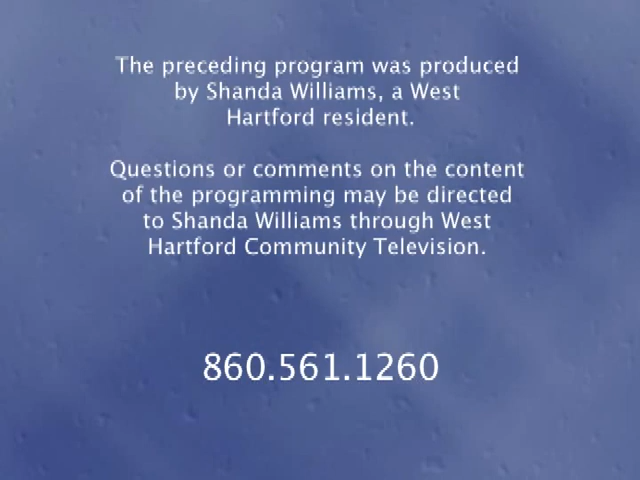 The preceding program was produced
by Shanda Williams, a West
Hartford resident.
Questions or comments on the content
of the programming may be directed
to Shanda Williams through West
Hartford Community Television.
860.561.1260